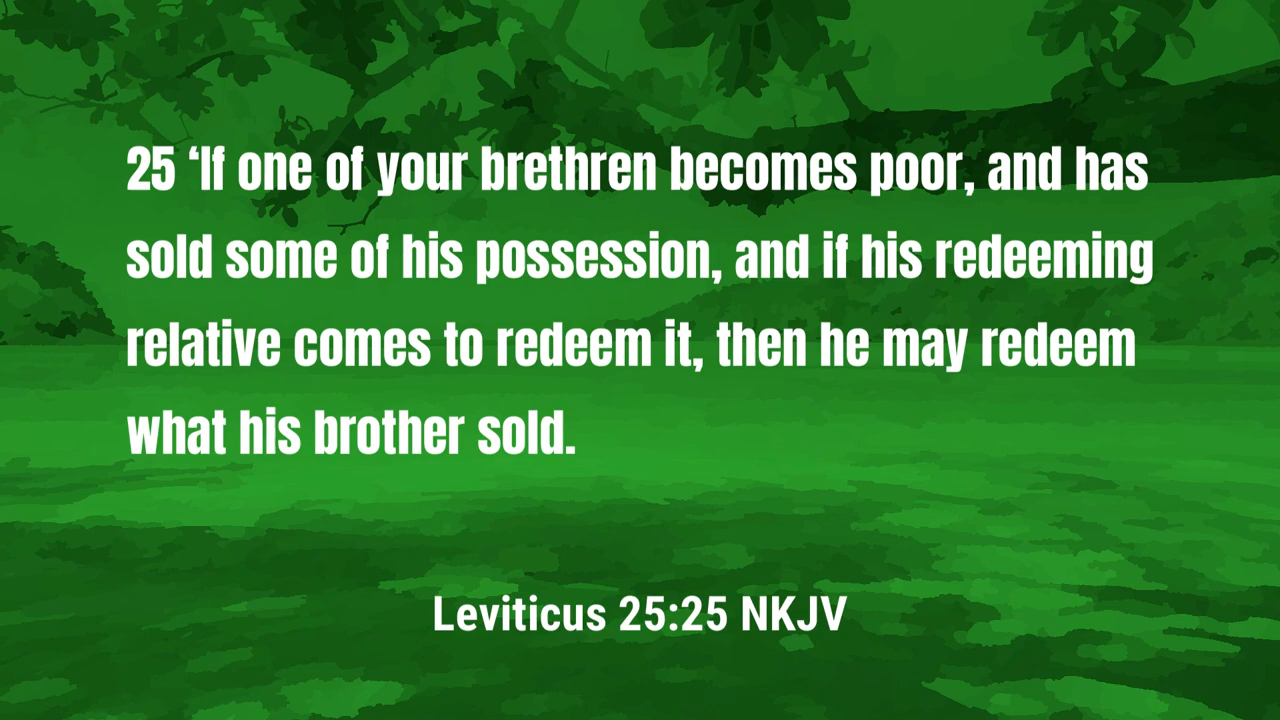 25 ‘If one of your brethren becomes poor, and has
sold some of his possession, and if his redeeming
relative comes to redeem it, then he may redeem
what his brother sold.
Leviticus 25:25 NKJV